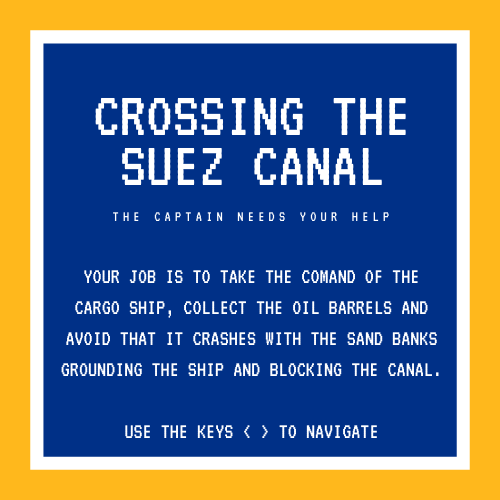 CROSSING THE
SUEZ CANAL
THE CAPTAIN NEEDS YOUR HELP
YOUR JOB IS TO TAKE THE COMAND OF THE
CARGO SHIP, COLLECT THE OIL BARRELS AND
AVOID THAT IT CRASHES WITH THE SAND BANKS
GROUNDING THE SHIP AND BLOCKING THE CANAL.
USE THE KEYS < > TO NAVIGATE